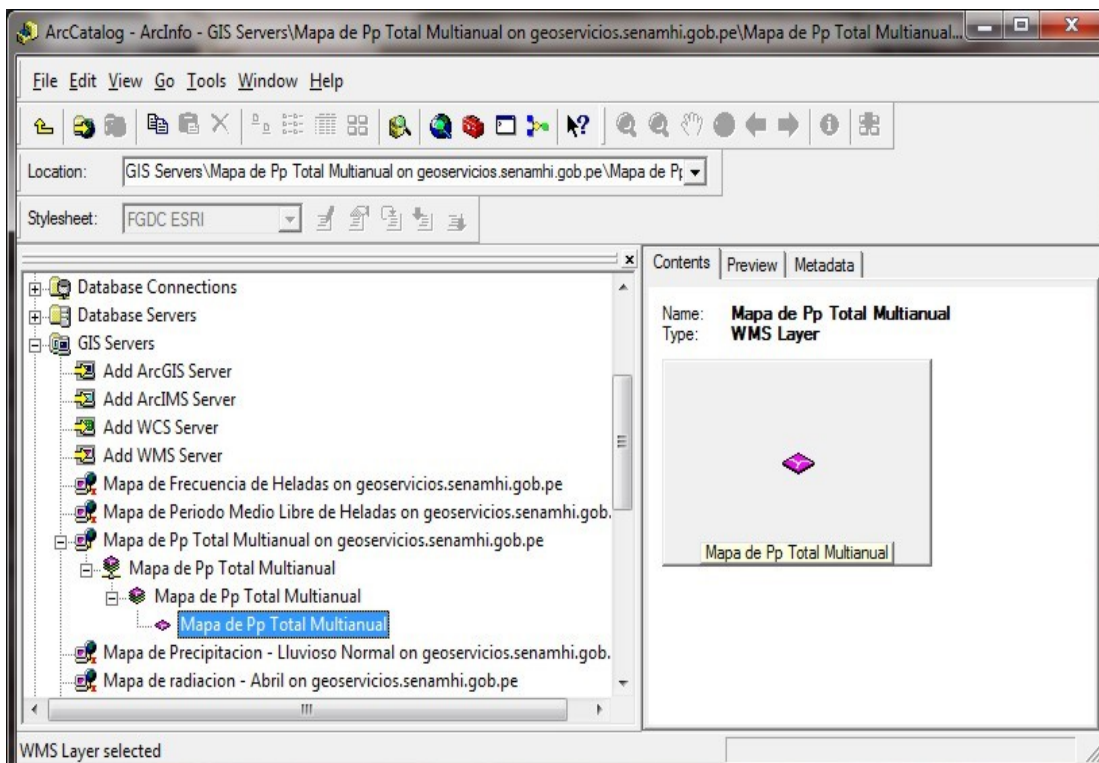 ArcCatalog - ArcInfo - GIS Servers\Mapa de Pp Total Multianual on geoservicios.senamhi.gob.pe\Mapa de Pp Total Multianual...
File Edit View Go Tools Window Help
Location: GIS Servers\Mapa de Pp Total Multianual on geoservicios.senamhi.gob.pe\Mapa de
Stylesheet: FGDC ESRI
Database Connections
Database Servers
GIS Servers
Add ArcGIS Server
Add ArcIMS Server
Add WCS Server
Add WMS Server
Mapa de Frecuencia de Heladas on geoservicios.senamhi.gob.pe
Mapa de Periodo Medio Libre de Heladas on geoservicios.senamhi.gob.
Mapa de Pp Total Multianual on geoservicios.senamhi.gob.pe
Mapa de Pp Total Multianual
Mapa de Pp Total Multianual
Mapa de Pp Total Multianual
Mapa de Precipitacion - Lluvioso Normal on geoservicios.senamhi.gob.
Mapa de radiacion - Abril on geoservicios.senamhi.gob.pe
Contents Preview Metadata
Name: Mapa de Pp Total Multianual
Type: WMS Layer
Mapa de Pp Total Multianual
WMS Layer selected